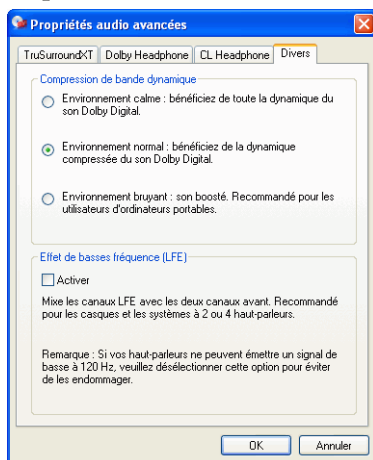 Propriétés audio avancées
TruSurroundXT Dolby Headphone CL Headphone Divers
Compression de bande dynamique
Environnement calme : bénéficiez de toute la dynamique du
son Dolby Digital.
Environnement normal : bénéficiez de la dynamique
compressée du son Dolby Digital.
Environnement bruyant : son boosté. Recommandé pour les
utilisateurs d'ordinateurs portables.
Effet de basses fréquence (LFE)
Activer
Mixe les canaux LFE avec les deux canaux avant. Recommandé
pour les casques et les systèmes à 2 ou 4 haut-parleurs.
Remarque : Si vos haut-parleurs ne peuvent émettre un signal de
basse à 120 Hz, veuillez désélectionner cette option pour éviter
de les endommager.
OK Annuler